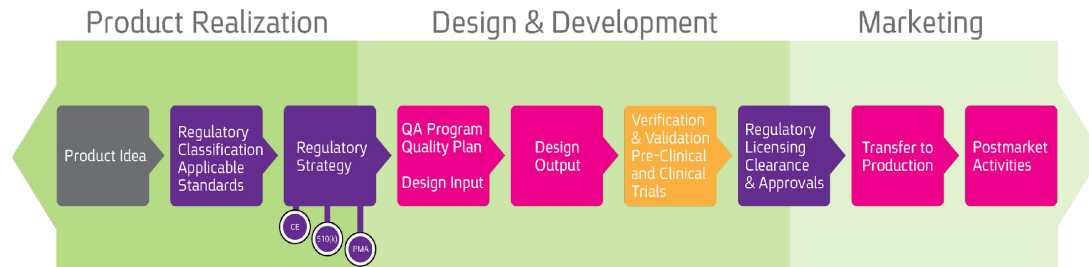 Product Realization
Design & Development
Marketing
Product Idea
Regulatory
Classification
Applicable
Standards
Regulatory
Strategy
CE
510(k)
PMA
QA Program
Quality Plan
Design Input
Design
Output
Verification
& Validation
Pre-Clinical
and Clinical
Trials
Regulatory
Licensing
Clearance
& Approvals
Transfer to
Production
Postmarket
Activities